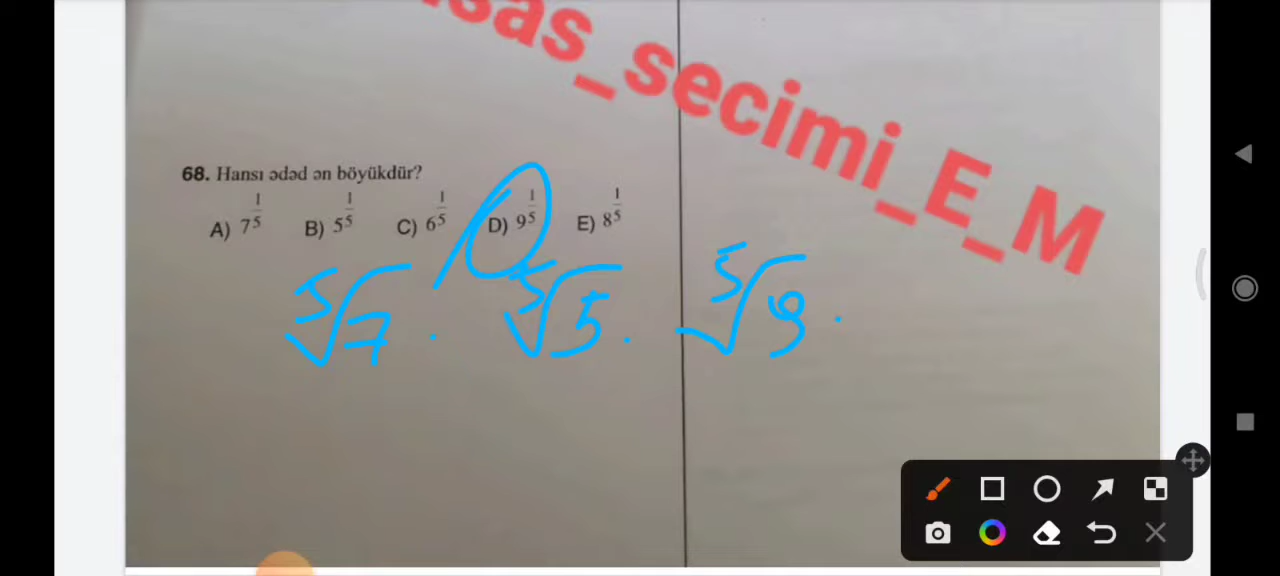 sas_secimi_E_M
68. Hansı ədəd ən böyükdür?
A) 7^{1/5} B) 5^{1/5} C) 6^{1/5} D) 9^{1/5} E) 8^{1/5}
⁵√7 . ⁵√5 . ⁵√9 .